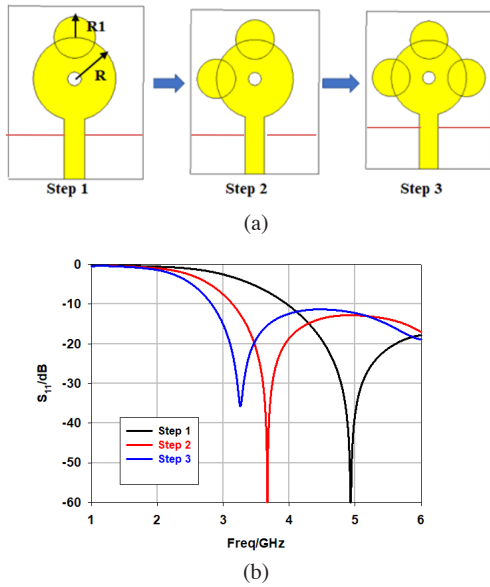 R1
R
Step 1
Step 2
Step 3
(a)
0
-10
-20
-30
-40
-50
-60
S11/dB
Step 1
Step 2
Step 3
1
2
3
4
5
6
Freq/GHz
(b)